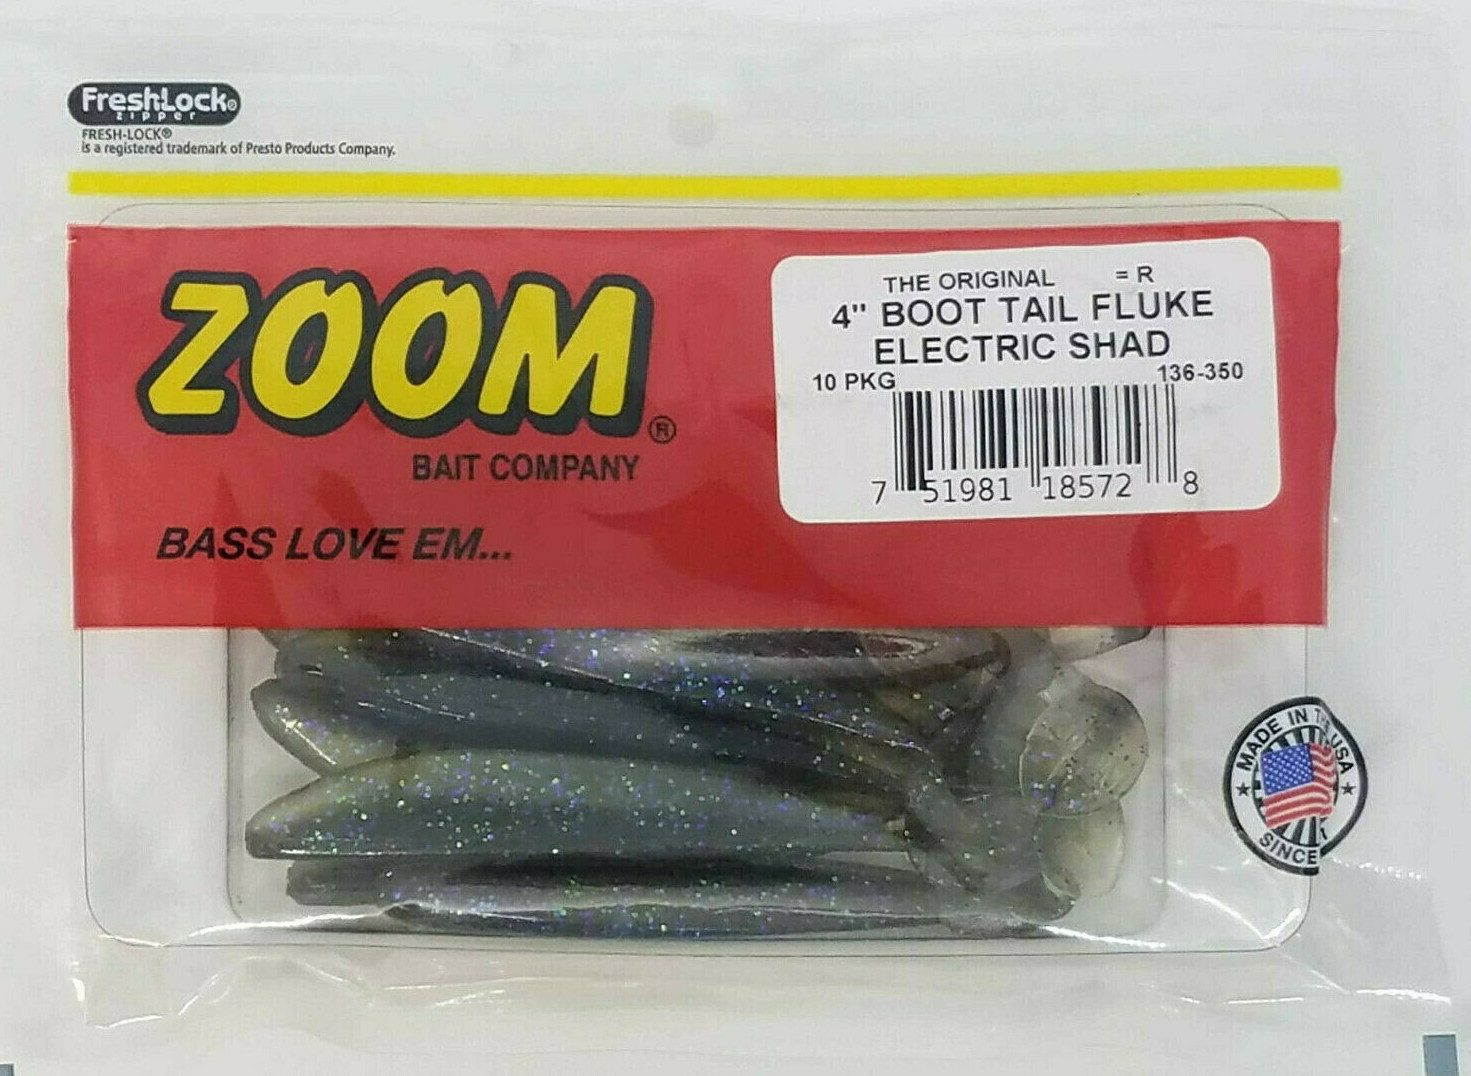 FreshLock®
zipper
FRESH-LOCK®
is a registered trademark of Presto Products Company.
ZOOM®
BAIT COMPANY
BASS LOVE EM...
THE ORIGINAL = R
4" BOOT TAIL FLUKE
ELECTRIC SHAD
10 PKG 136-350
7 51981 18572 8
MADE IN THE USA
SINCE